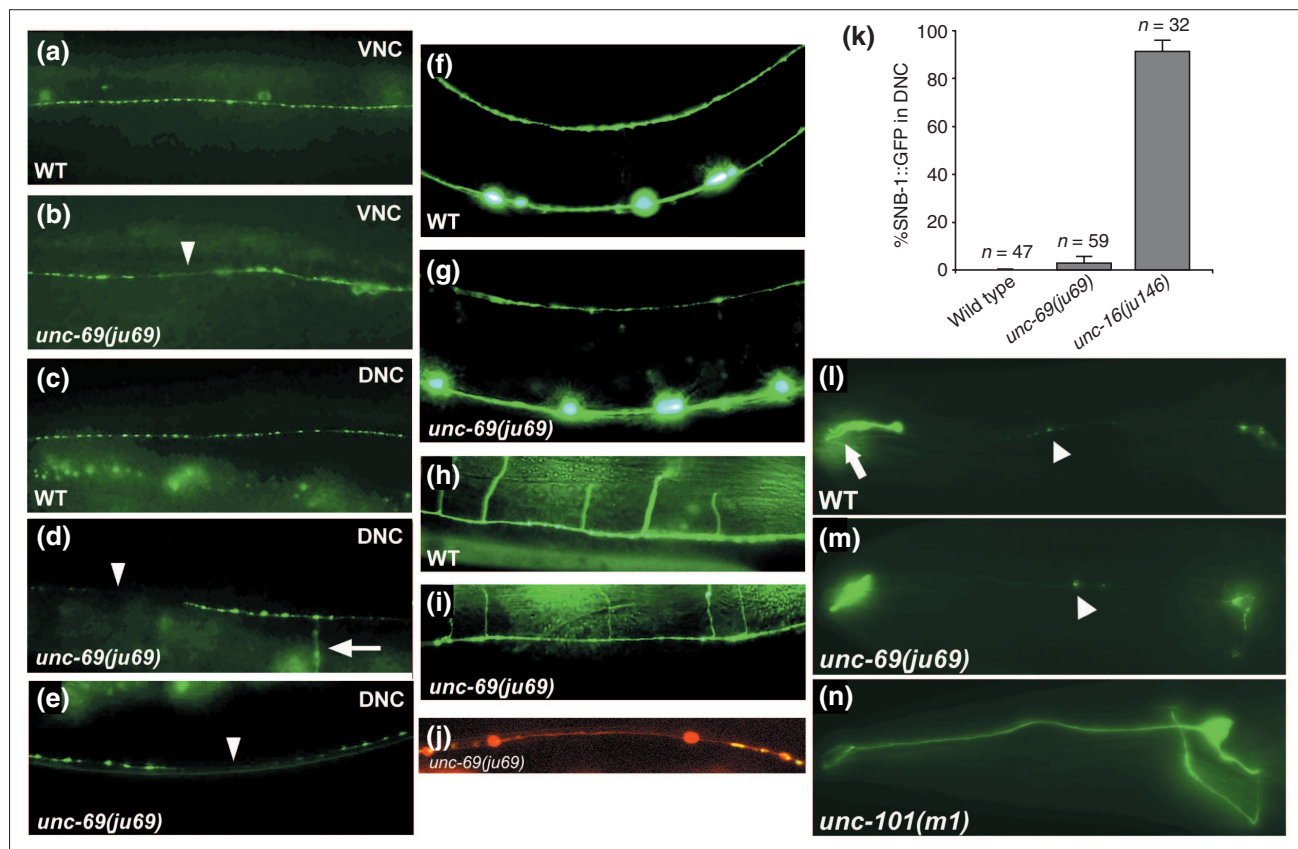 (a)
VNC
WT
(b)
VNC
unc-69(ju69)
(c)
DNC
WT
(d)
DNC
unc-69(ju69)
(e)
DNC
unc-69(ju69)
(f)
WT
(g)
unc-69(ju69)
(h)
WT
(i)
unc-69(ju69)
(j)
unc-69(ju69)
(k)
%SNB-1::GFP in DNC
100
80
60
40
20
0
n = 47
n = 59
n = 32
Wild type
unc-69(ju69)
unc-16(ju146)
(l)
WT
(m)
unc-69(ju69)
(n)
unc-101(m1)